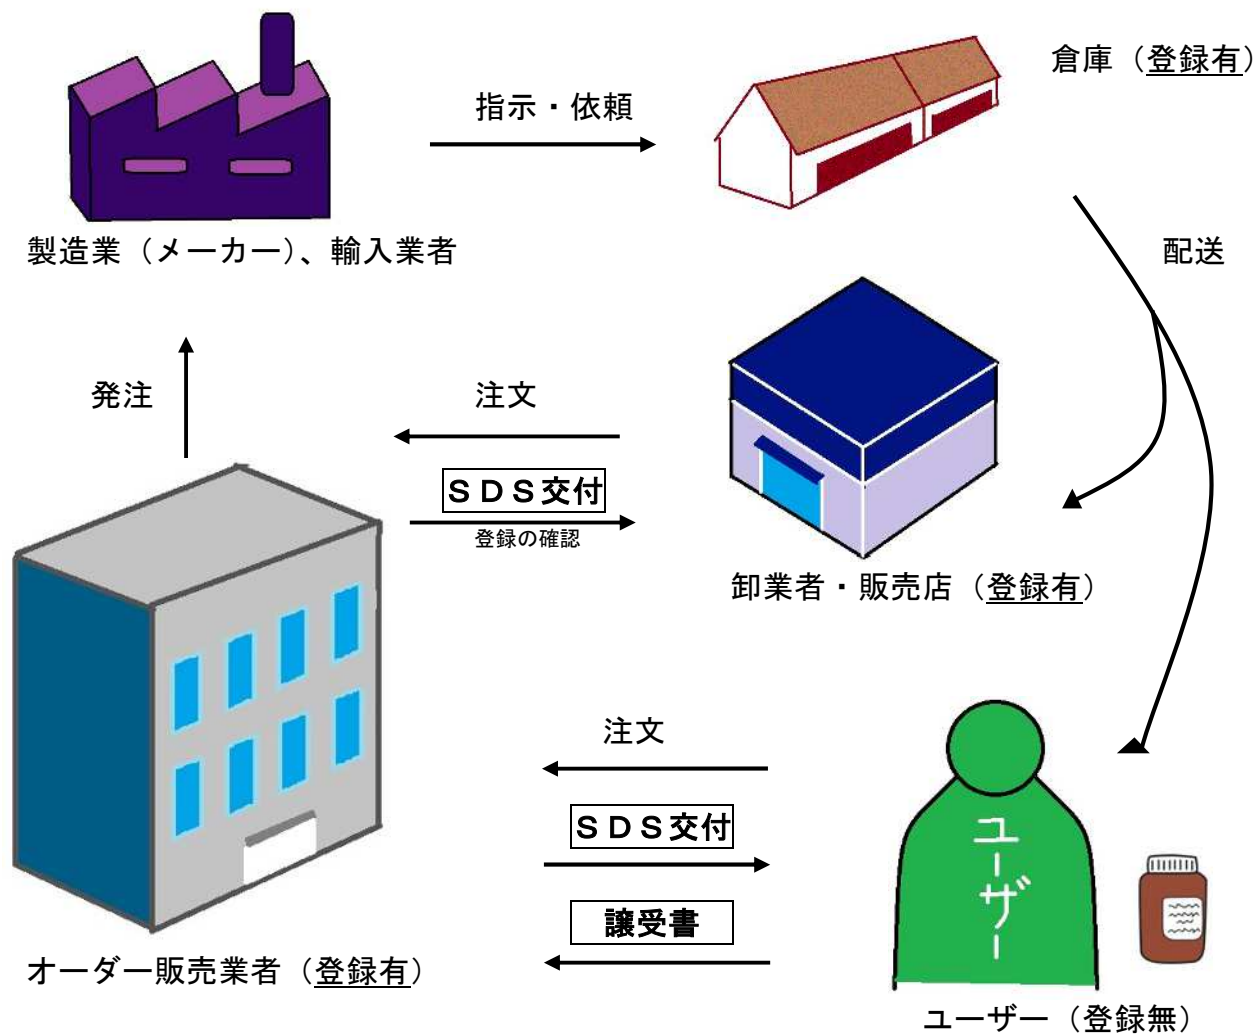 倉庫（登録有）
指示・依頼
製造業（メーカー）、輸入業者
配送
発注
注文
ＳＤＳ交付
登録の確認
卸業者・販売店（登録有）
注文
ＳＤＳ交付
譲受書
ユーザー
オーダー販売業者（登録有）
ユーザー（登録無）